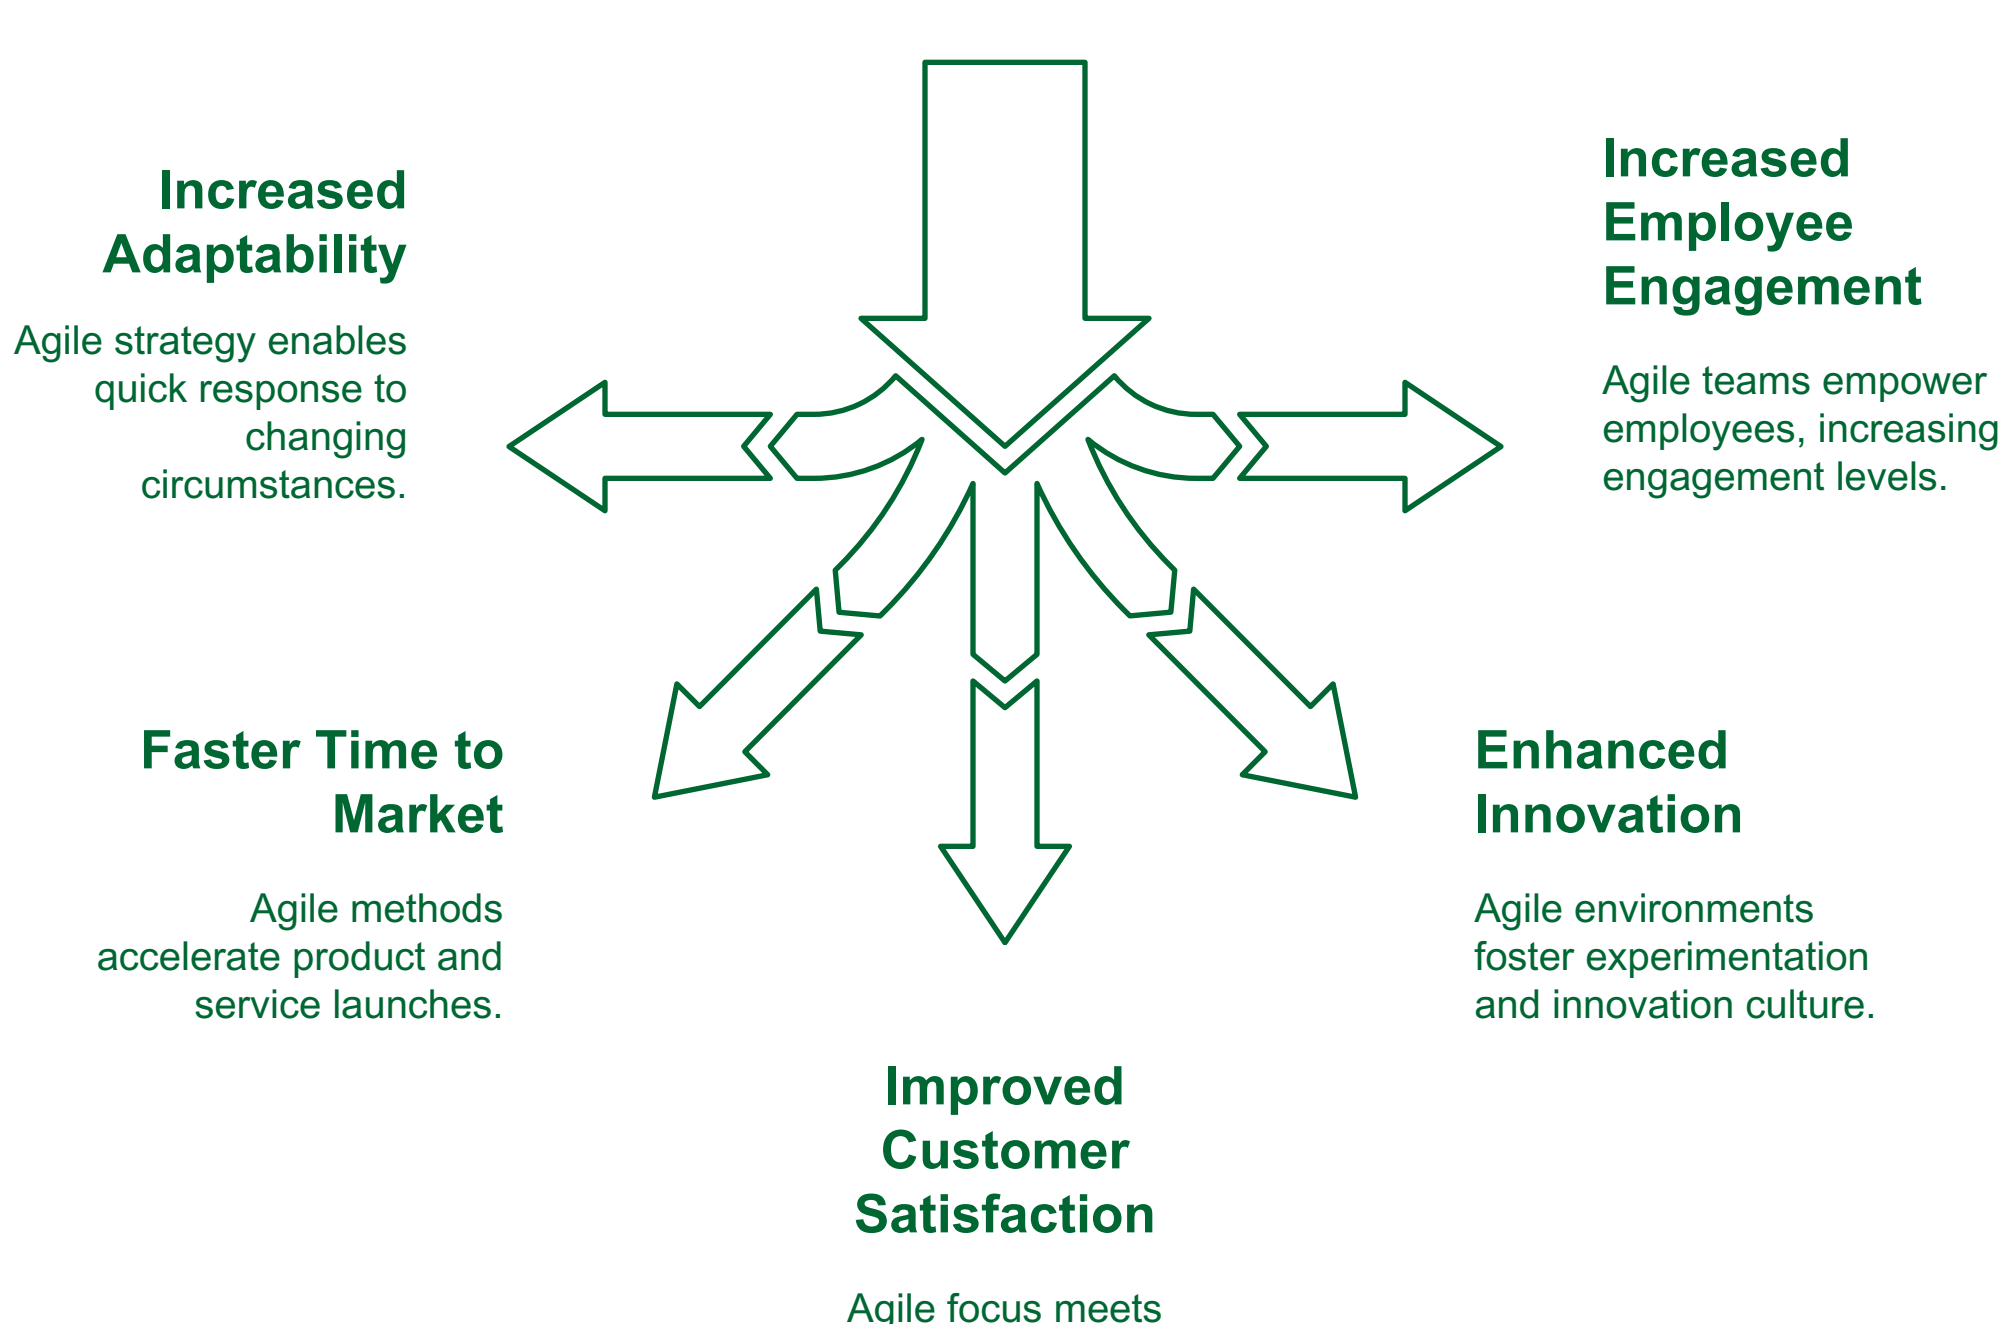 Increased
Adaptability
Agile strategy enables
quick response to
changing
circumstances.
Increased
Employee
Engagement
Agile teams empower
employees, increasing
engagement levels.
Faster Time to
Market
Agile methods
accelerate product and
service launches.
Enhanced
Innovation
Agile environments
foster experimentation
and innovation culture.
Improved
Customer
Satisfaction
Agile focus meets